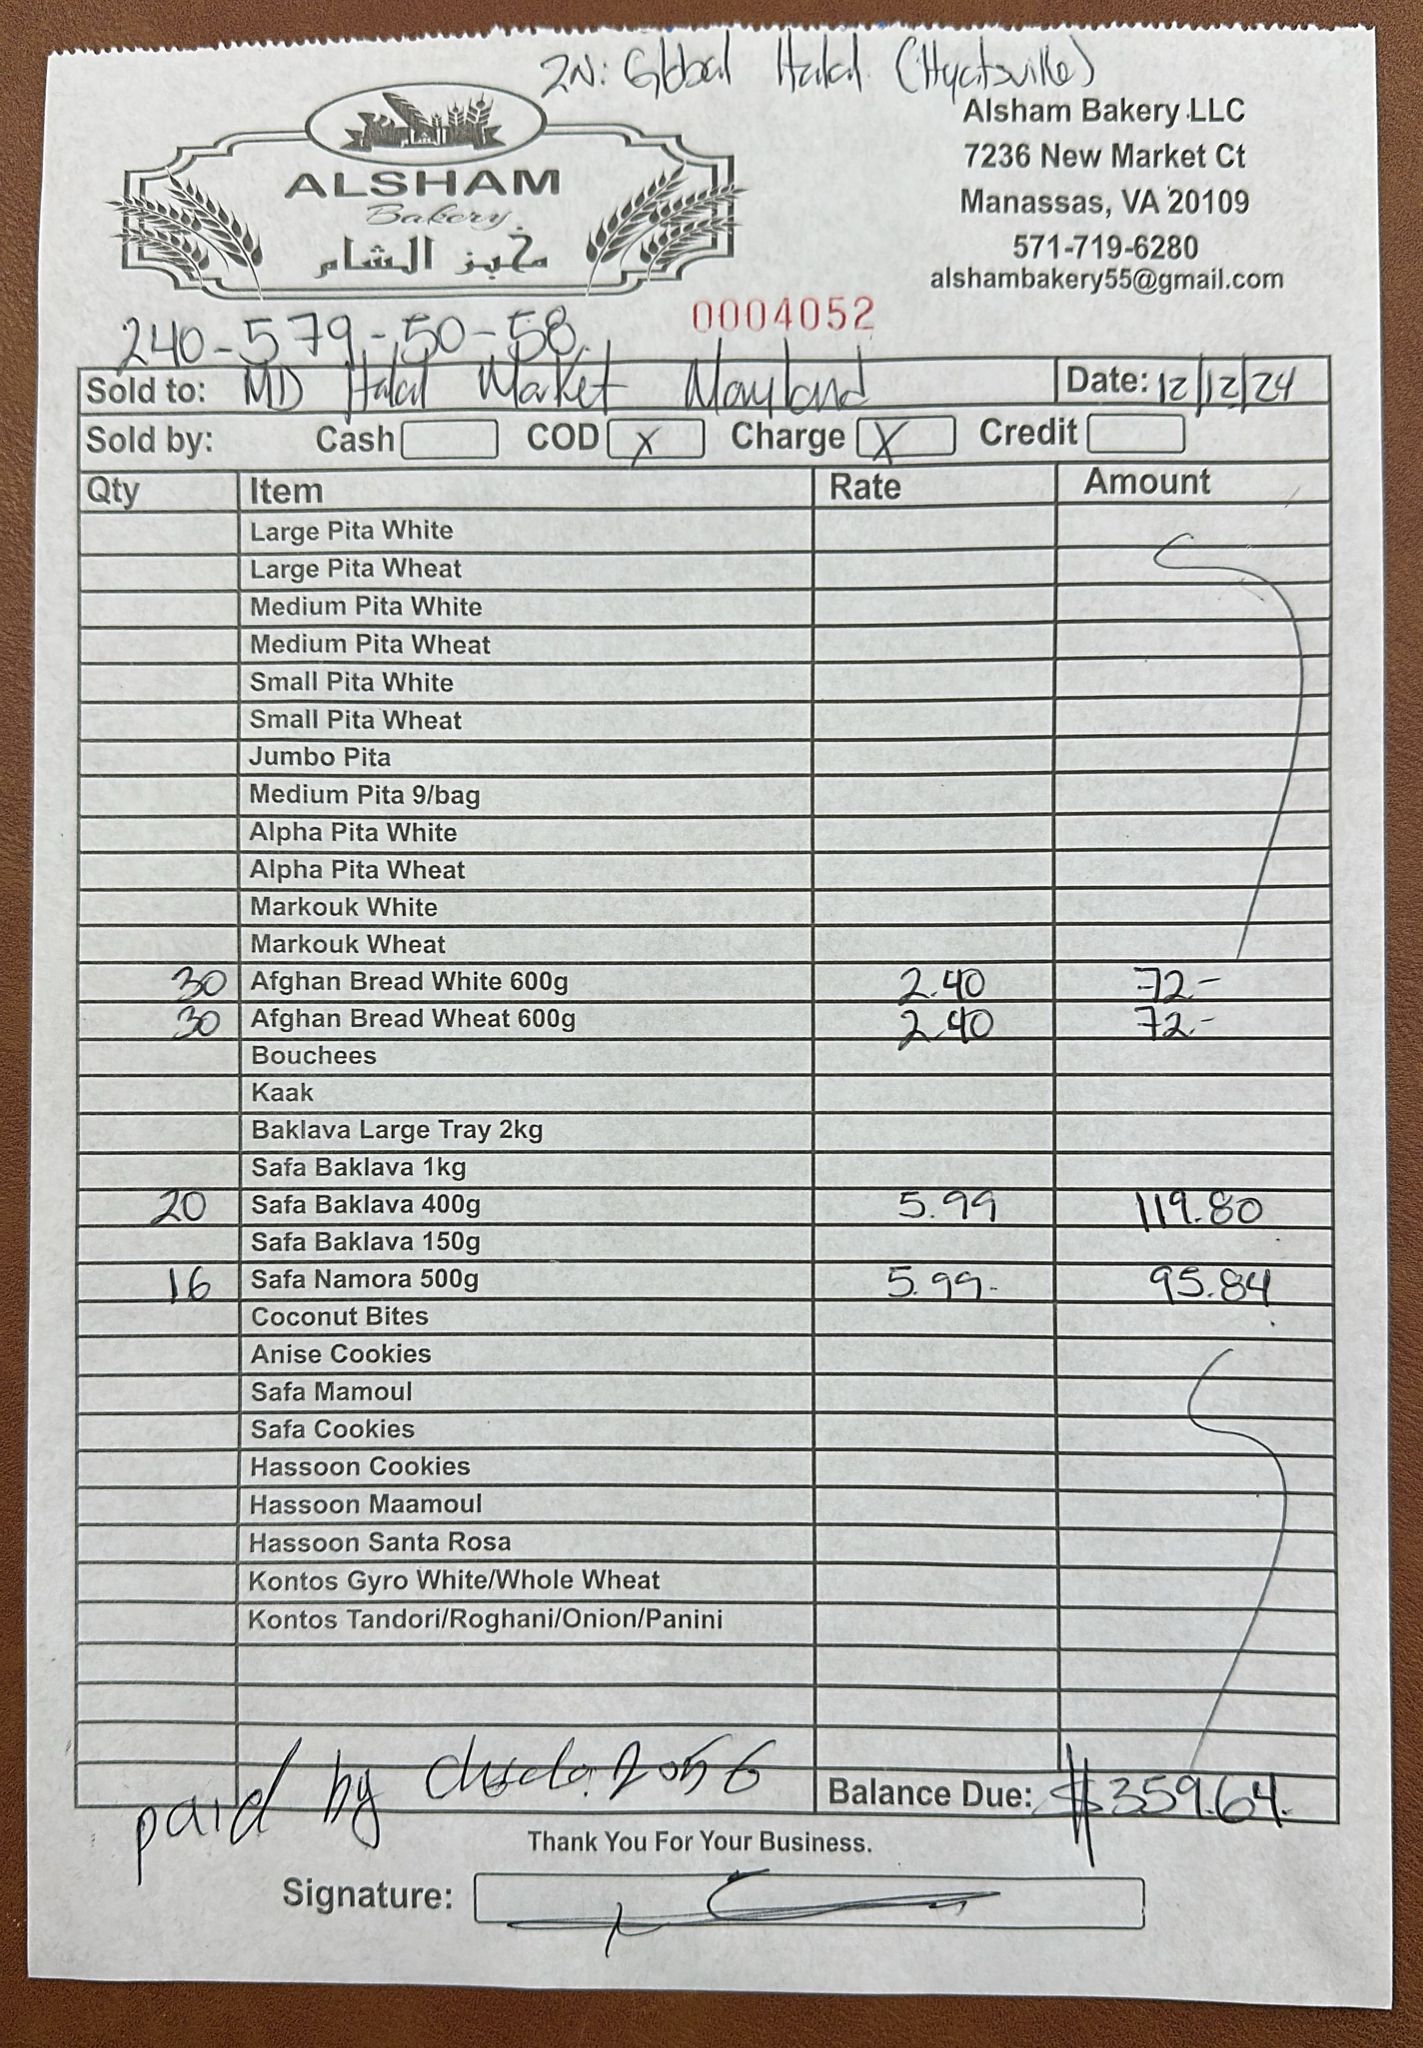 2N: Global Halal (Hyattsville)
ALSHAM
Bakery
مخبز الشام
Alsham Bakery LLC
7236 New Market Ct
Manassas, VA 20109
571-719-6280
alshambakery55@gmail.com
240-579-50-58
0004052
Sold to: MD Halal Market Mayland Date: 12/12/24
Sold by: Cash COD X Charge X Credit
Qty Item Rate Amount
Large Pita White
Large Pita Wheat
Medium Pita White
Medium Pita Wheat
Small Pita White
Small Pita Wheat
Jumbo Pita
Medium Pita 9/bag
Alpha Pita White
Alpha Pita Wheat
Markouk White
Markouk Wheat
30 Afghan Bread White 600g 2.40 72.-
30 Afghan Bread Wheat 600g 2.40 72.-
Bouchees
Kaak
Baklava Large Tray 2kg
Safa Baklava 1kg
20 Safa Baklava 400g 5.99 119.80
Safa Baklava 150g
16 Safa Namora 500g 5.99- 95.84
Coconut Bites
Anise Cookies
Safa Mamoul
Safa Cookies
Hassoon Cookies
Hassoon Maamoul
Hassoon Santa Rosa
Kontos Gyro White/Whole Wheat
Kontos Tandori/Roghani/Onion/Panini
paid by 2056
Balance Due: $359.64.
Thank You For Your Business.
Signature: